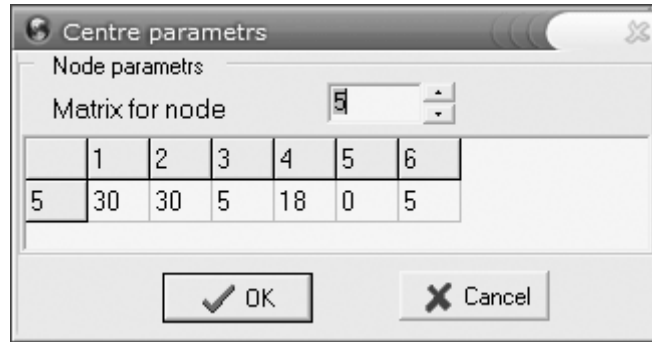 Centre parametrs
Node parametrs
Matrix for node 5
1 2 3 4 5 6
5 30 30 5 18 0 5
OK Cancel